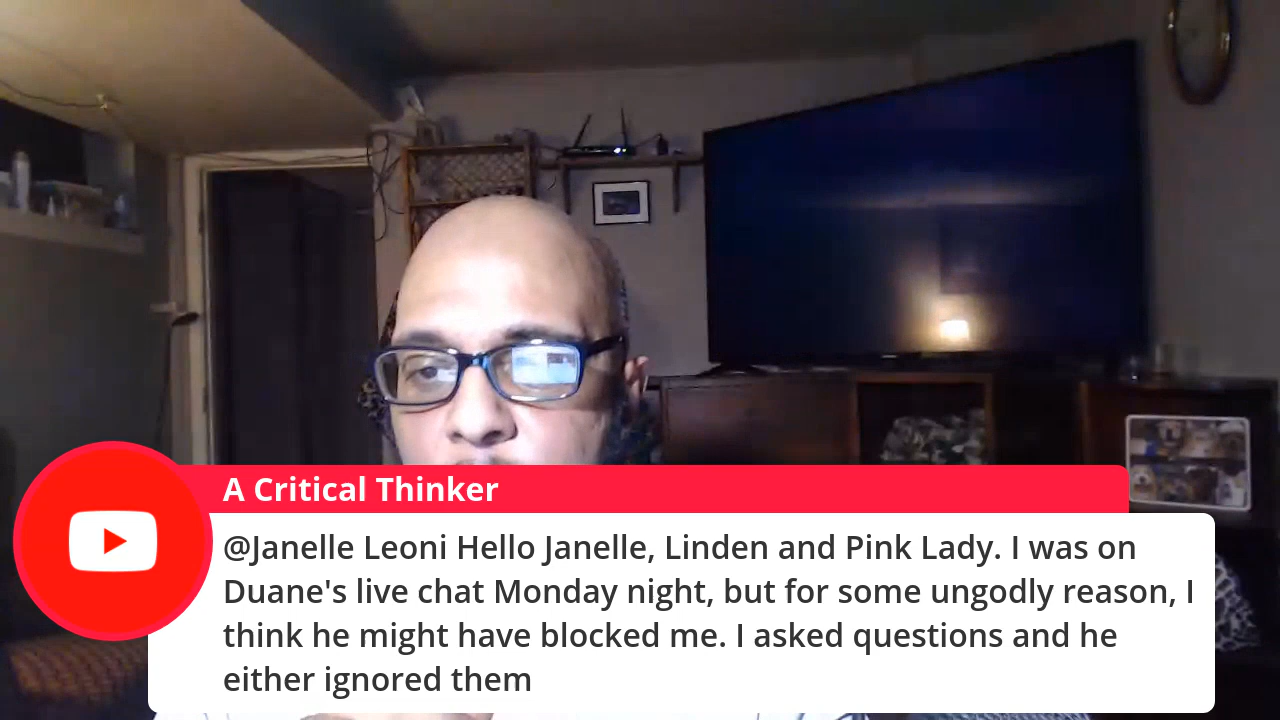 A Critical Thinker
@Janelle Leoni Hello Janelle, Linden and Pink Lady. I was on
Duane's live chat Monday night, but for some ungodly reason, I
think he might have blocked me. I asked questions and he
either ignored them